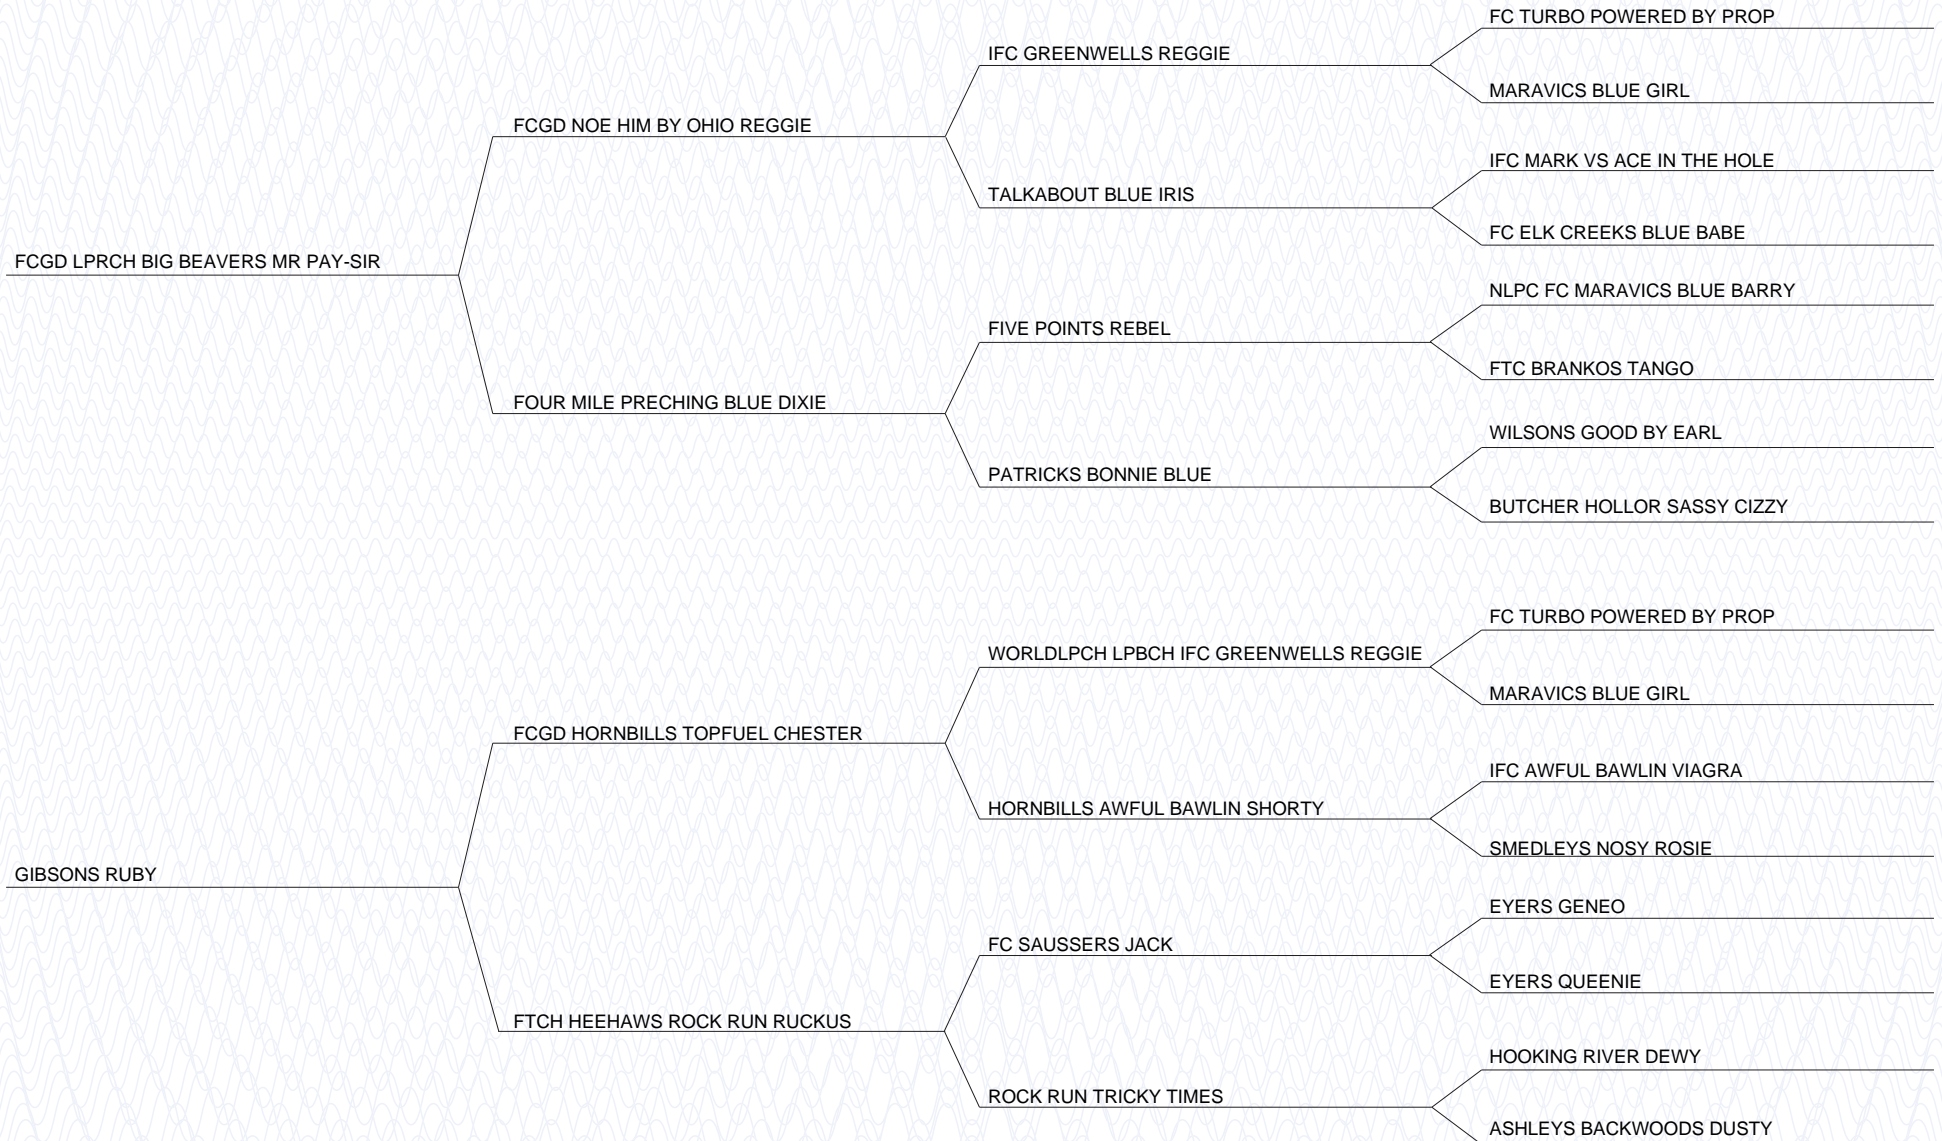 FC TURBO POWERED BY PROP
IFC GREENWELLS REGGIE
MARAVICS BLUE GIRL
FCGD NOE HIM BY OHIO REGGIE
IFC MARK VS ACE IN THE HOLE
TALKABOUT BLUE IRIS
FC ELK CREEKS BLUE BABE
FCGD LPRCH BIG BEAVERS MR PAY-SIR
NLPC FC MARAVICS BLUE BARRY
FIVE POINTS REBEL
FTC BRANKOS TANGO
FOUR MILE PRECHING BLUE DIXIE
WILSONS GOOD BY EARL
PATRICKS BONNIE BLUE
BUTCHER HOLLOR SASSY CIZZY
FC TURBO POWERED BY PROP
WORLDLPCH LPBCH IFC GREENWELLS REGGIE
MARAVICS BLUE GIRL
FCGD HORNBILLS TOPFUEL CHESTER
IFC AWFUL BAWLIN VIAGRA
HORNBILLS AWFUL BAWLIN SHORTY
SMEDLEYS NOSY ROSIE
GIBSONS RUBY
EYERS GENEO
FC SAUSSERS JACK
EYERS QUEENIE
FTCH HEEHAWS ROCK RUN RUCKUS
HOOKING RIVER DEWY
ROCK RUN TRICKY TIMES
ASHLEYS BACKWOODS DUSTY